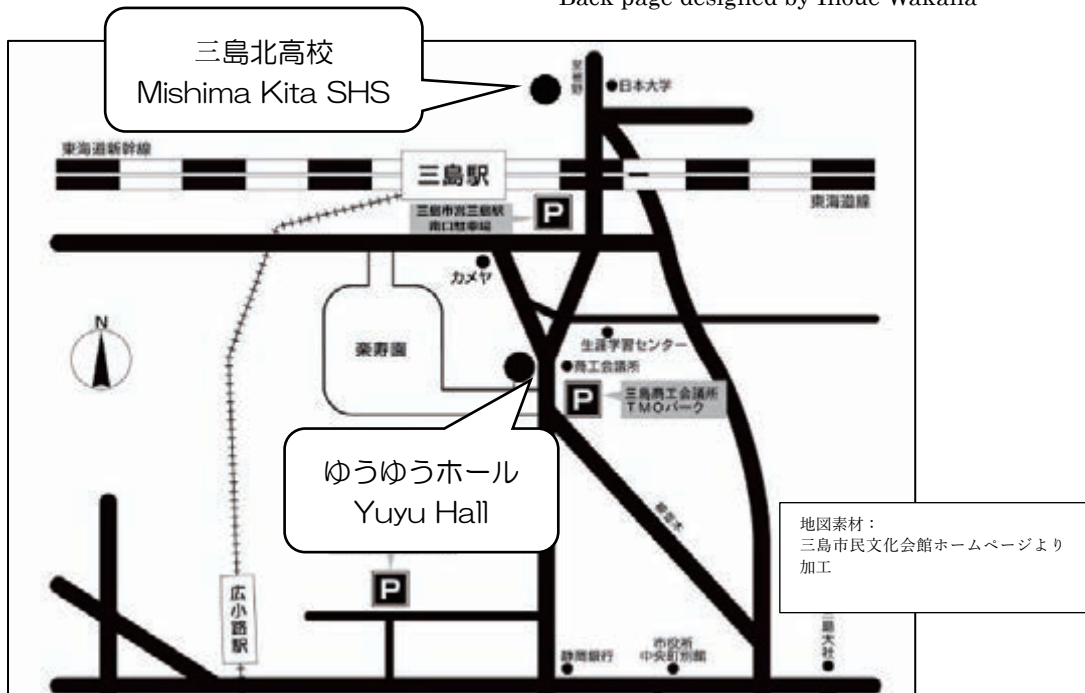 Back page designed by Inoue Wakana
三島北高校
Mishima Kita SHS
日本大学
東海道新幹線
三島駅
東海道線
三島市営三島駅
南口駐車場
P
カメヤ
N
楽寿園
生涯学習センター
商工会議所
P
三島商工会議所
TMOパーク
ゆうゆうホール
Yuyu Hall
地図素材：
三島市民文化会館ホームページより
加工
P
広小路駅
静岡銀行
市役所
中央町別館
三島大社